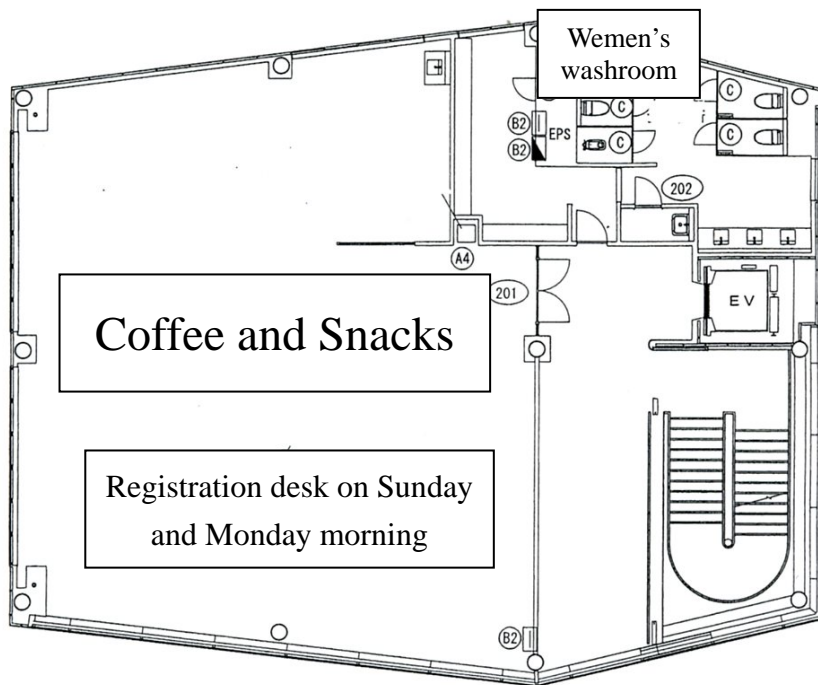 Wemen's
washroom
C
C
C
C
B2
EPS
B2
202
A4
201
EV
Coffee and Snacks
Registration desk on Sunday
and Monday morning
B2